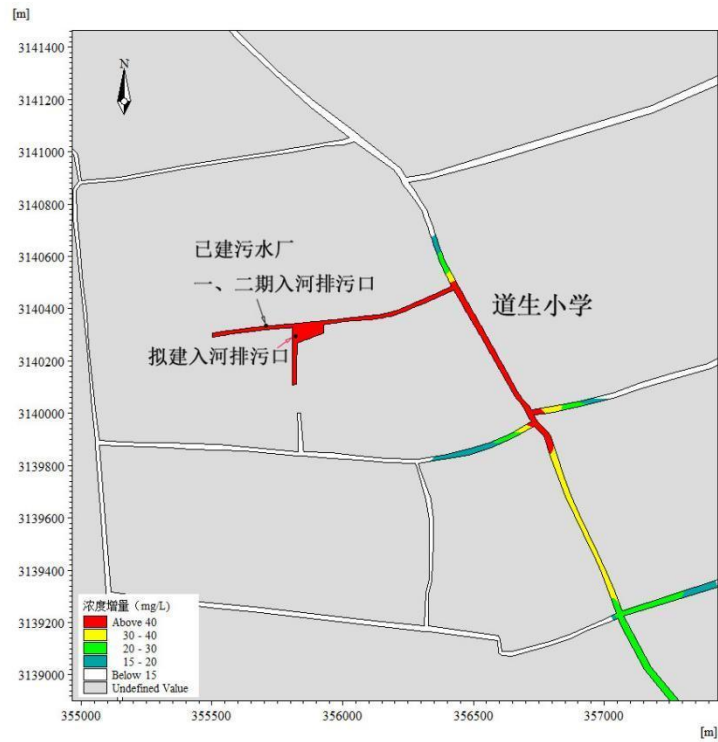 [m]
3141400
3141200
3141000
3140800
3140600
3140400
3140200
3140000
3139800
3139600
3139400
3139200
3139000
N
已建污水厂
一、二期入河排污口
拟建入河排污口
道生小学
浓度增量（mg/L）
Above 40
30 - 40
20 - 30
15 - 20
Below 15
Undefined Value
355000
355500
356000
356500
357000
[m]